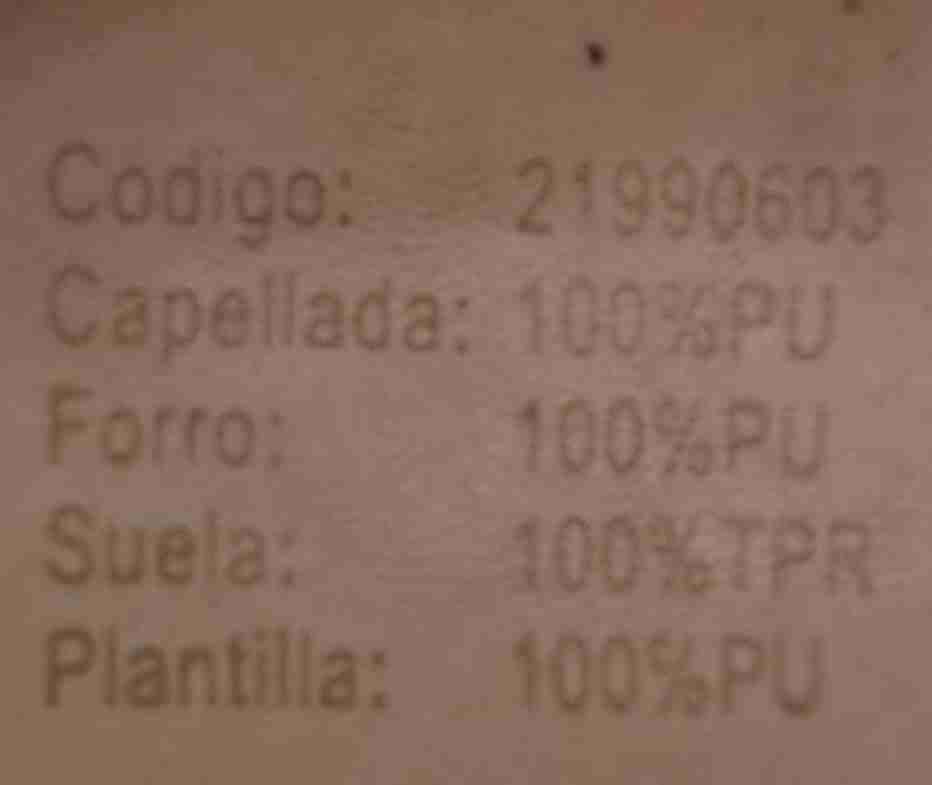 Codigo: 21990603
Capellada: 100%PU
Forro: 100%PU
Suela: 100%TPR
Plantilla: 100%PU